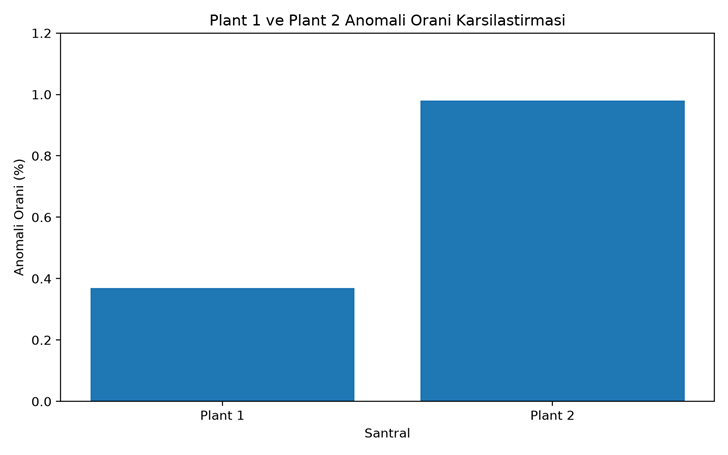 Plant 1 ve Plant 2 Anomali Orani Karsilastirmasi
Anomali Orani (%)
1.2
1.0
0.8
0.6
0.4
0.2
0.0
Plant 1
Plant 2
Santral